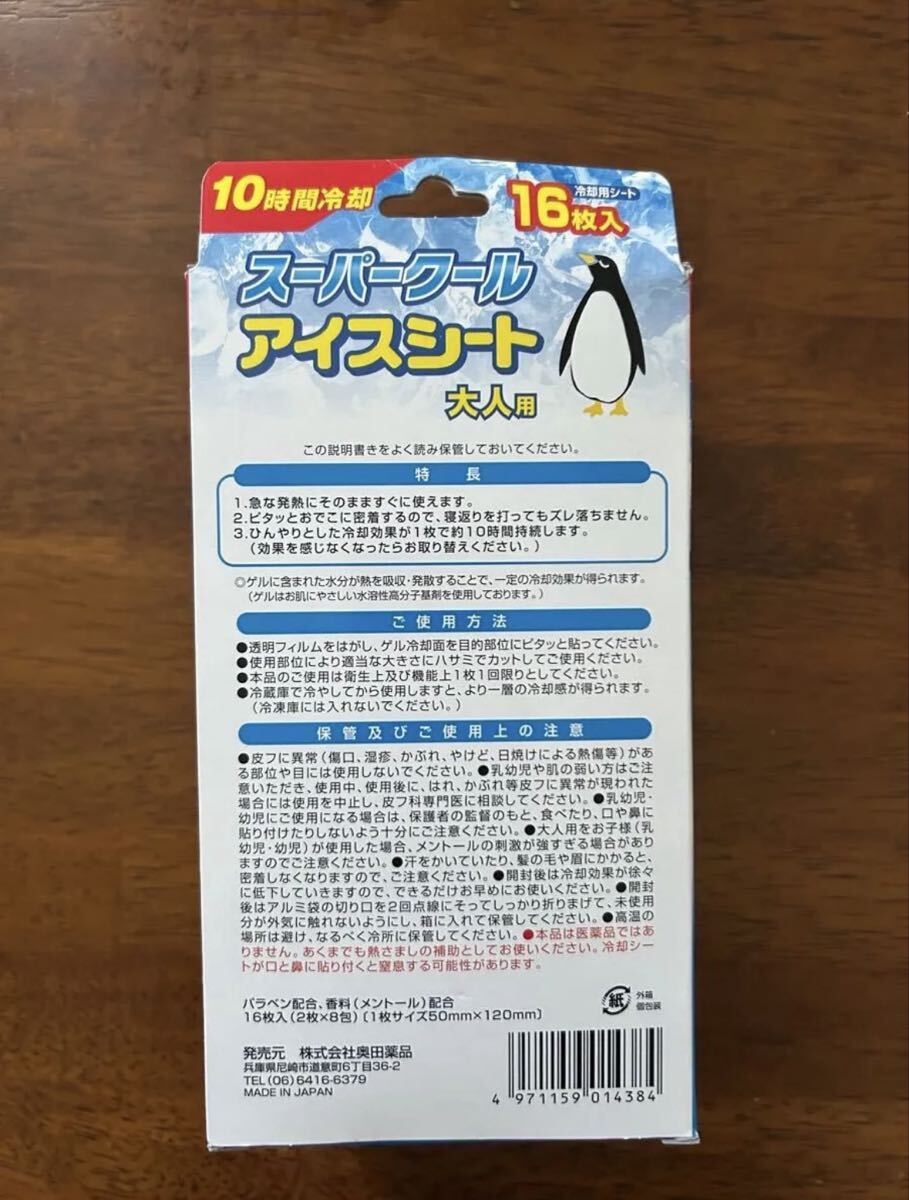 10時間冷却
冷却用シート
16枚入
スーパークール
アイスシート
大人用
この説明書きをよく読み保管しておいてください。
特長
1.急な発熱にそのまますぐに使えます。
2.ピタッとおでこに密着するので、寝返りを打ってもズレ落ちません。
3.ひんやりとした冷却効果が1枚で約10時間持続します。
(効果を感じなくなったらお取り替えください。)
◎ゲルに含まれた水分が熱を吸収・発散することで、一定の冷却効果が得られます。
(ゲルはお肌にやさしい水溶性高分子基剤を使用しております。)
ご使用方法
●透明フィルムをはがし、ゲル冷却面を目的部位にピタッと貼ってください。
●使用部位により適当な大きさにハサミでカットしてご使用ください。
●本品のご使用は衛生上及び機能上1枚1回限りとしてください。
●冷蔵庫で冷やしてから使用しますと、より一層の冷却感が得られます。
(冷凍庫には入れないでください。)
保管及びご使用上の注意
●皮フに異常(傷口、湿疹、かぶれ、やけど、日焼けによる熱傷等)があ
る部位や目には使用しないでください。●乳幼児や肌の弱い方はご注
意いただき、使用中、使用後に、はれ、かぶれ等皮フに異常が現われた
場合には使用を中止し、皮フ科専門医に相談してください。●乳幼児・
幼児にご使用になる場合は、保護者の監督のもと、食べたり、口や鼻に
貼り付けたりしないよう十分にご注意ください。●大人用をお子様(乳
幼児・幼児)が使用した場合、メントールの刺激が強すぎる場合があり
ますのでご注意ください。●汗をかいていたり、髪の毛や眉にかかると、
密着しなくなりますので、ご注意ください。●開封後は冷却効果が徐々
に低下していきますので、できるだけお早めにお使いください。●開封
後はアルミ袋の切り口を2回点線にそってしっかり折りまげて、未使用
分が外気に触れないようにし、箱に入れて保管してください。●高温の
場所は避け、なるべく冷所に保管してください。●本品は医薬品ではあ
りません。あくまでも熱さましの補助としてお使いください。冷却シー
トが口と鼻に貼り付くと窒息する可能性があります。
パラベン配合、香料(メントール)配合
16枚入(2枚×8包)〔1枚サイズ50mm×120mm〕
紙
外箱
個包装
発売元 株式会社奥田薬品
兵庫県尼崎市道意町6丁目36-2
TEL(06)6416-6379
MADE IN JAPAN
4 971159 014384